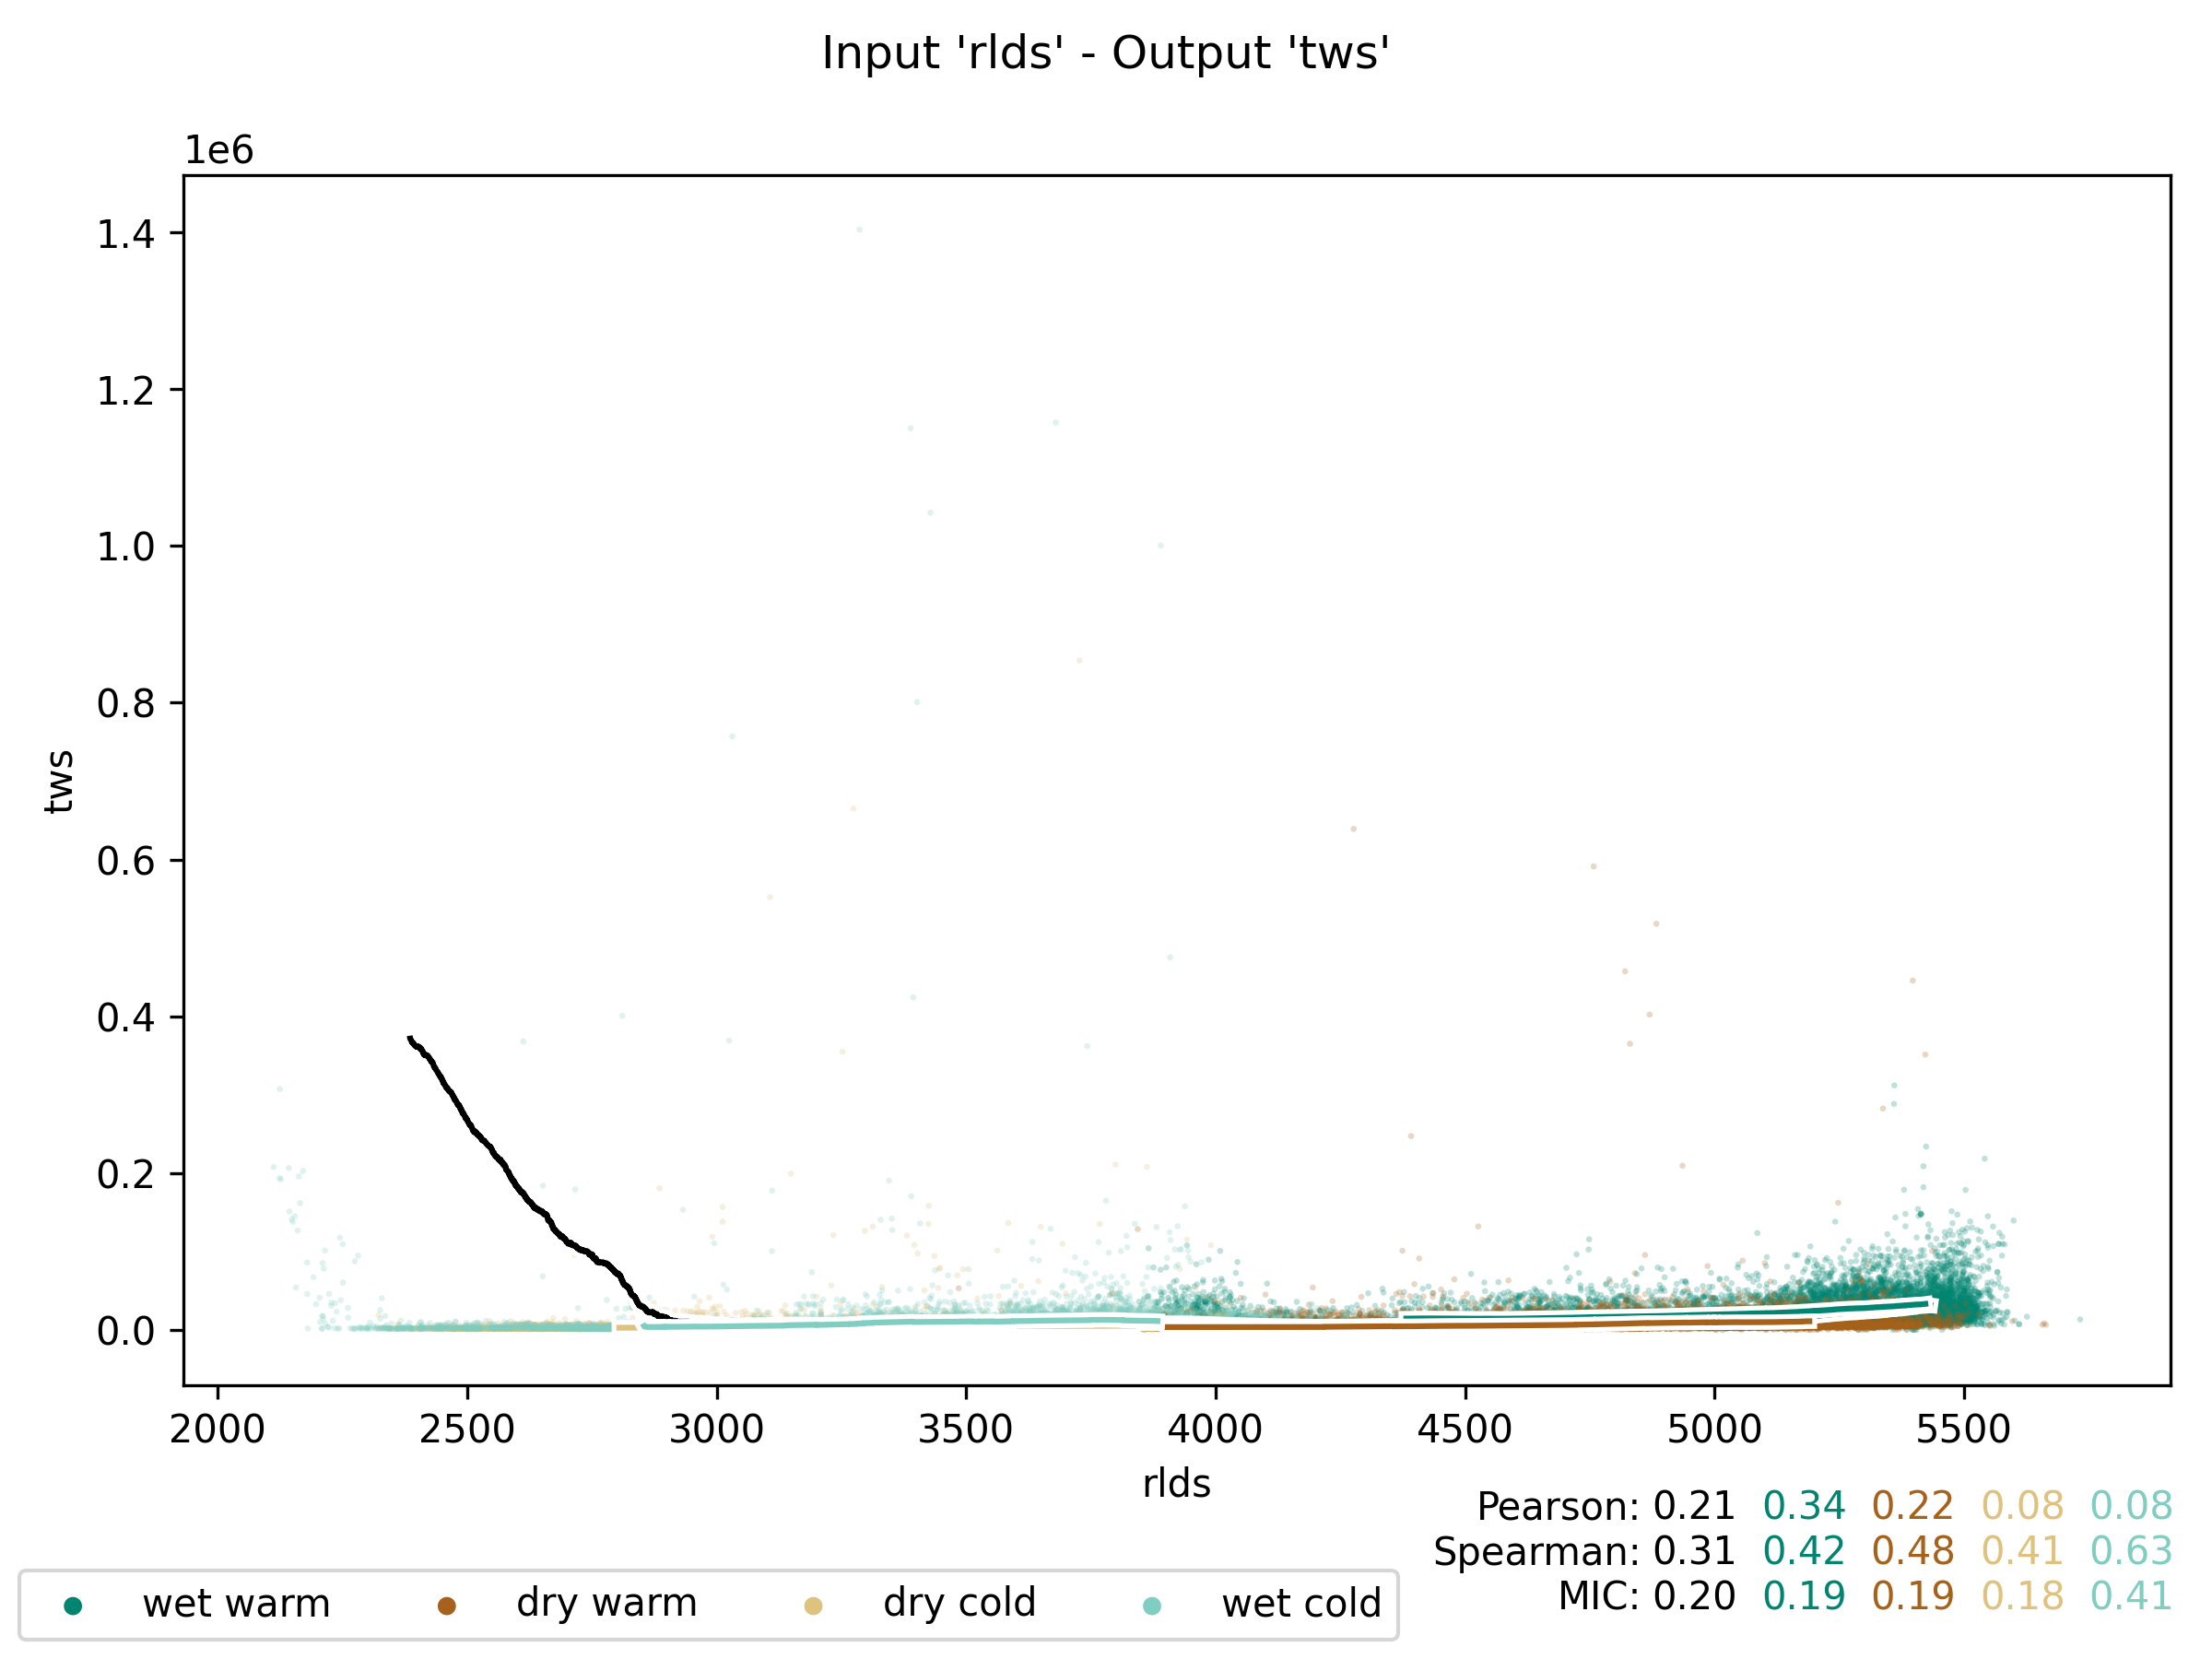 Input 'rlds' - Output 'tws'
1e6
1.4
1.2
1.0
0.8
0.6
0.4
0.2
0.0
tws
2000 2500 3000 3500 4000 4500 5000 5500
rlds
Pearson: 0.21 0.34 0.22 0.08 0.08
Spearman: 0.31 0.42 0.48 0.41 0.63
MIC: 0.20 0.19 0.19 0.18 0.41
wet warm dry warm dry cold wet cold